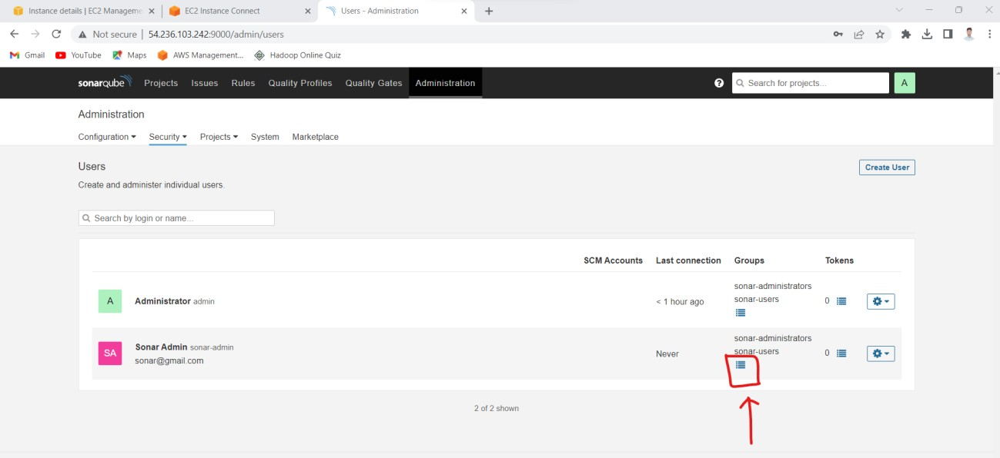 Instance details | EC2 Manageme
EC2 Instance Connect
Users - Administration
Not secure | 54.236.103.242:9000/admin/users
Gmail YouTube Maps AWS Management... Hadoop Online Quiz
sonarqube Projects Issues Rules Quality Profiles Quality Gates Administration Search for projects... A
Administration
Configuration Security Projects System Marketplace
Users
Create User
Create and administer individual users.
Search by login or name...
SCM Accounts Last connection Groups Tokens
A Administrator admin < 1 hour ago sonar-administrators
sonar-users
0
SA Sonar Admin sonar-admin
sonar@gmail.com
Never
sonar-administrators
sonar-users
0
2 of 2 shown